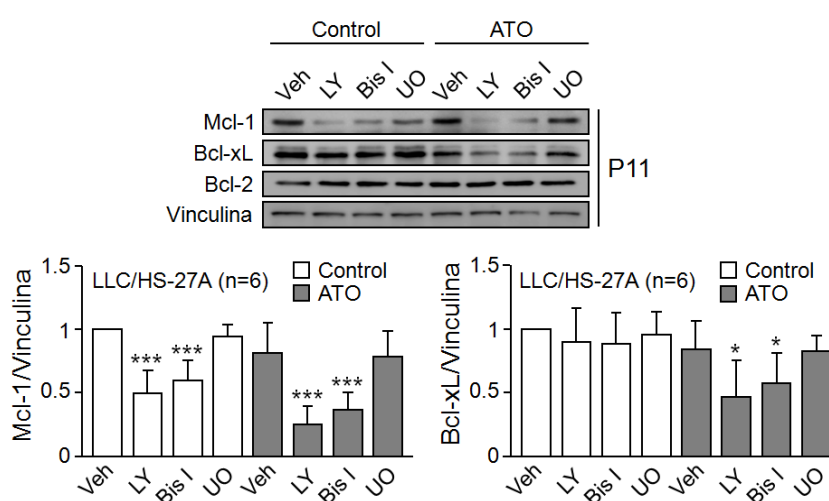 Control ATO
Veh LY Bis I UO Veh LY Bis I UO
Mcl-1
Bcl-xL
Bcl-2
Vinculina
P11
Mcl-1/Vinculina
1.5
1
0.5
0
LLC/HS-27A (n=6)
Control
ATO
*** *** *** ***
Veh LY Bis I UO Veh LY Bis I UO
Bcl-xL/Vinculina
1.5
1
0.5
0
LLC/HS-27A (n=6)
Control
ATO
* *
Veh LY Bis I UO Veh LY Bis I UO